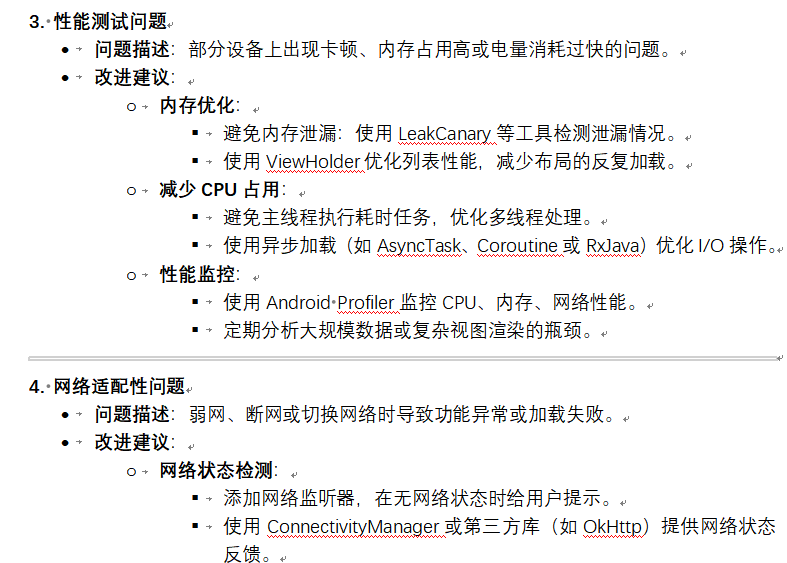 3. 性能测试问题
● 问题描述：部分设备上出现卡顿、内存占用高或电量消耗过快的问题。
● 改进建议：
○ 内存优化：
■ 避免内存泄漏：使用 LeakCanary 等工具检测泄漏情况。
■ 使用 ViewHolder 优化列表性能，减少布局的反复加载。
○ 减少 CPU 占用：
■ 避免主线程执行耗时任务，优化多线程处理。
■ 使用异步加载（如 AsyncTask、Coroutine 或 RxJava）优化 I/O 操作。
○ 性能监控：
■ 使用 Android Profiler 监控 CPU、内存、网络性能。
■ 定期分析大规模数据或复杂视图渲染的瓶颈。
4. 网络适配性问题
● 问题描述：弱网、断网或切换网络时导致功能异常或加载失败。
● 改进建议：
○ 网络状态检测：
■ 添加网络监听器，在无网络状态时给用户提示。
■ 使用 ConnectivityManager 或第三方库（如 OkHttp）提供网络状态
反馈。